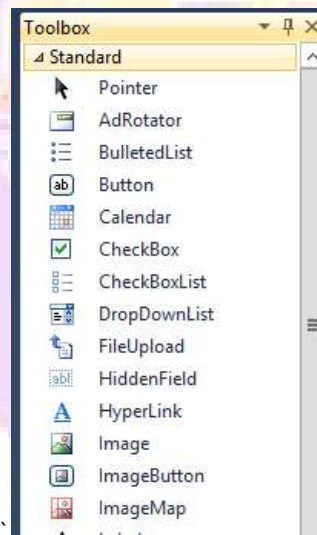 Toolbox
Standard
Pointer
AdRotator
BulletedList
Button
Calendar
CheckBox
CheckBoxList
DropDownList
FileUpload
HiddenField
HyperLink
Image
ImageButton
ImageMap